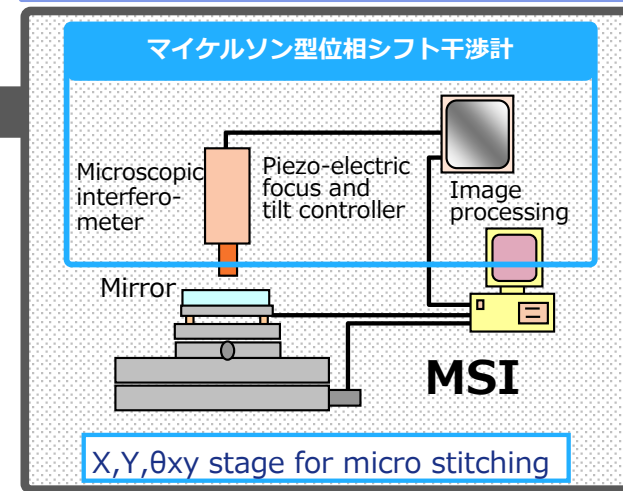 マイケルソン型位相シフト干渉計
Microscopic
interfero-
meter
Piezo-electric
focus and
tilt controller
Image
processing
Mirror
MSI
X,Y,θxy stage for micro stitching